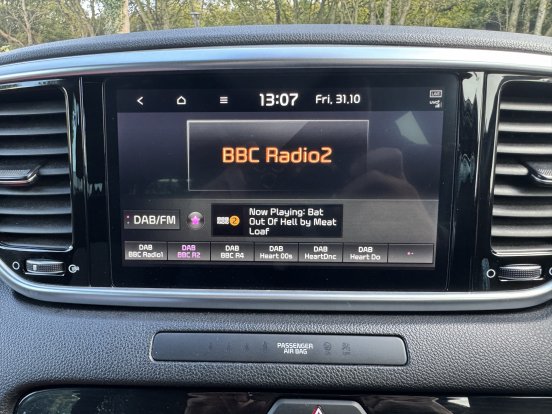 13:07 Fri, 31.10
LIVE
BBC Radio2
DAB/FM
Now Playing: Bat
Out Of Hell by Meat
Loaf
DAB DAB DAB DAB DAB DAB
BBC Radio1 BBC R2 BBC R4 Heart 00s HeartDnc Heart Do
PASSENGER
AIR BAG